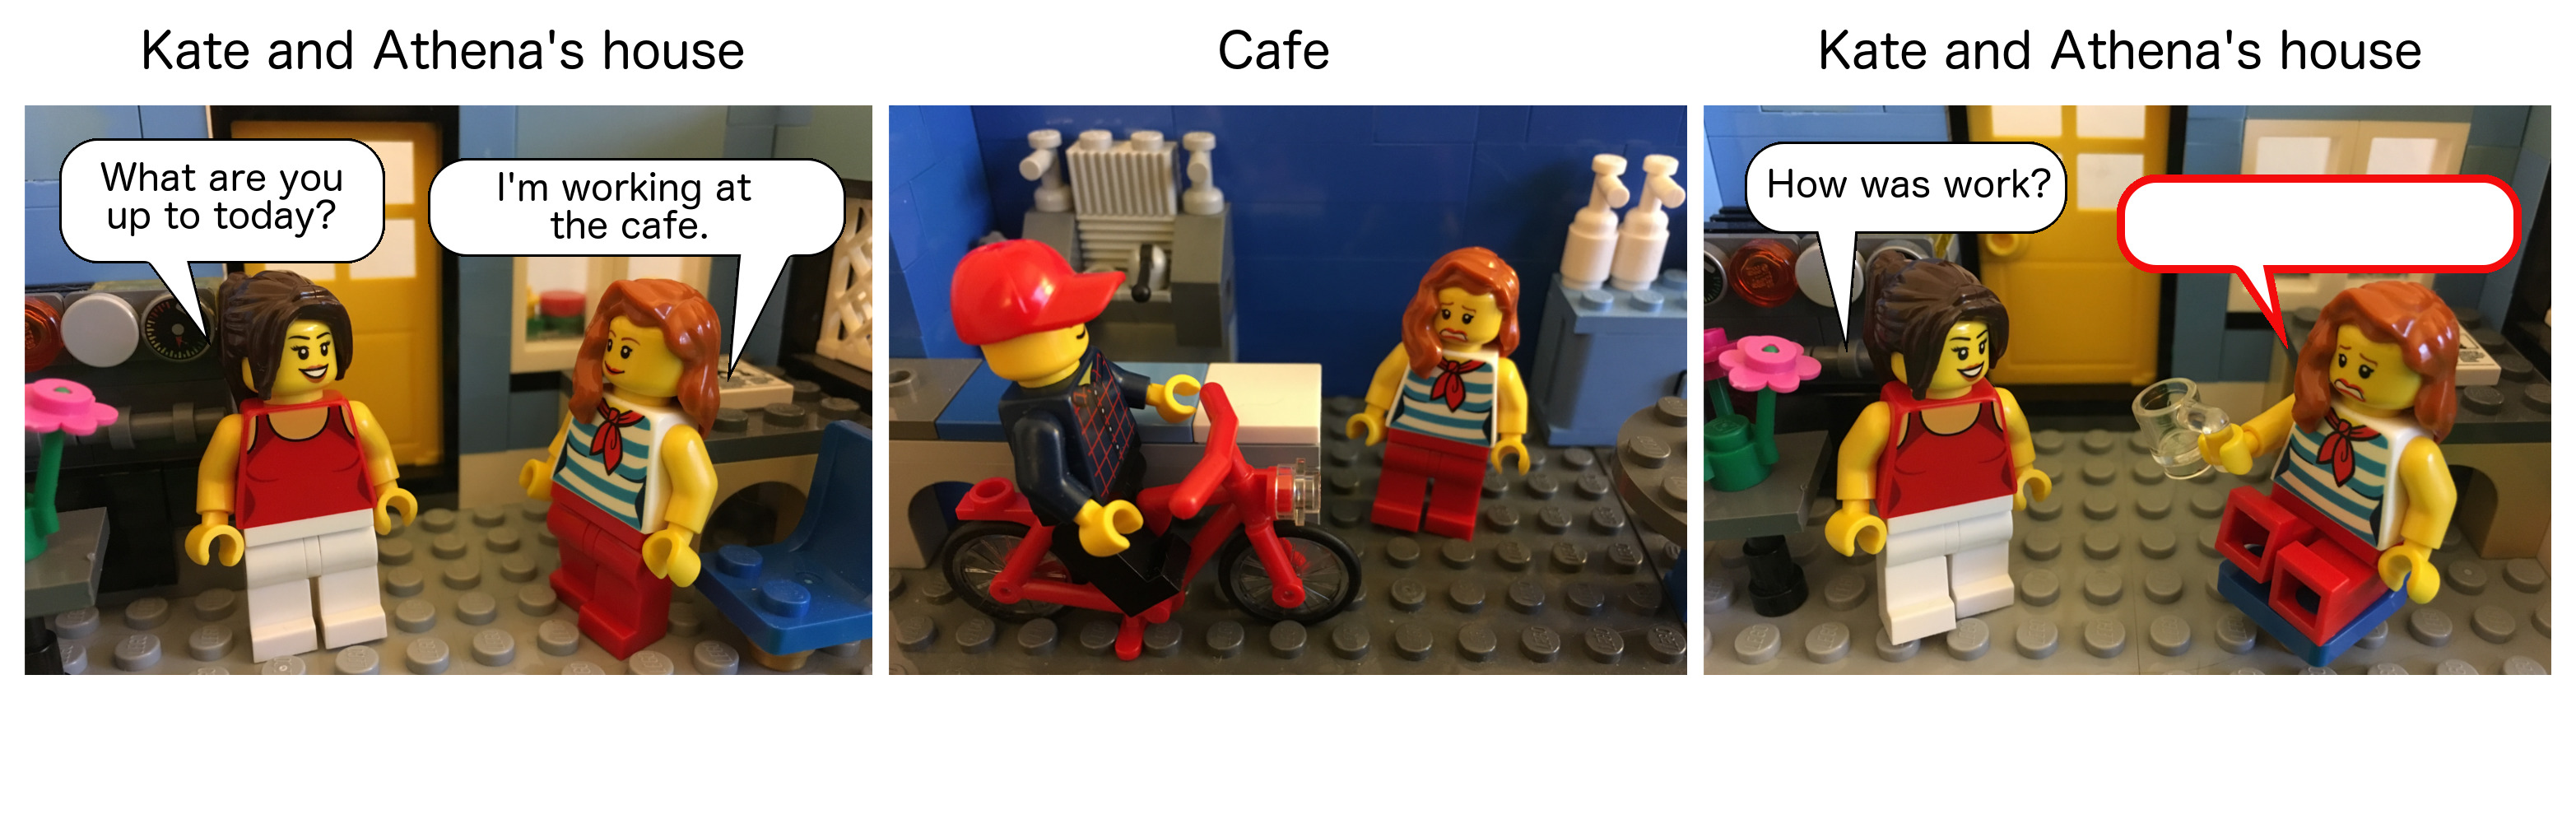 Kate and Athena's house
What are you
up to today?
I'm working at
the cafe.
Cafe
Kate and Athena's house
How was work?